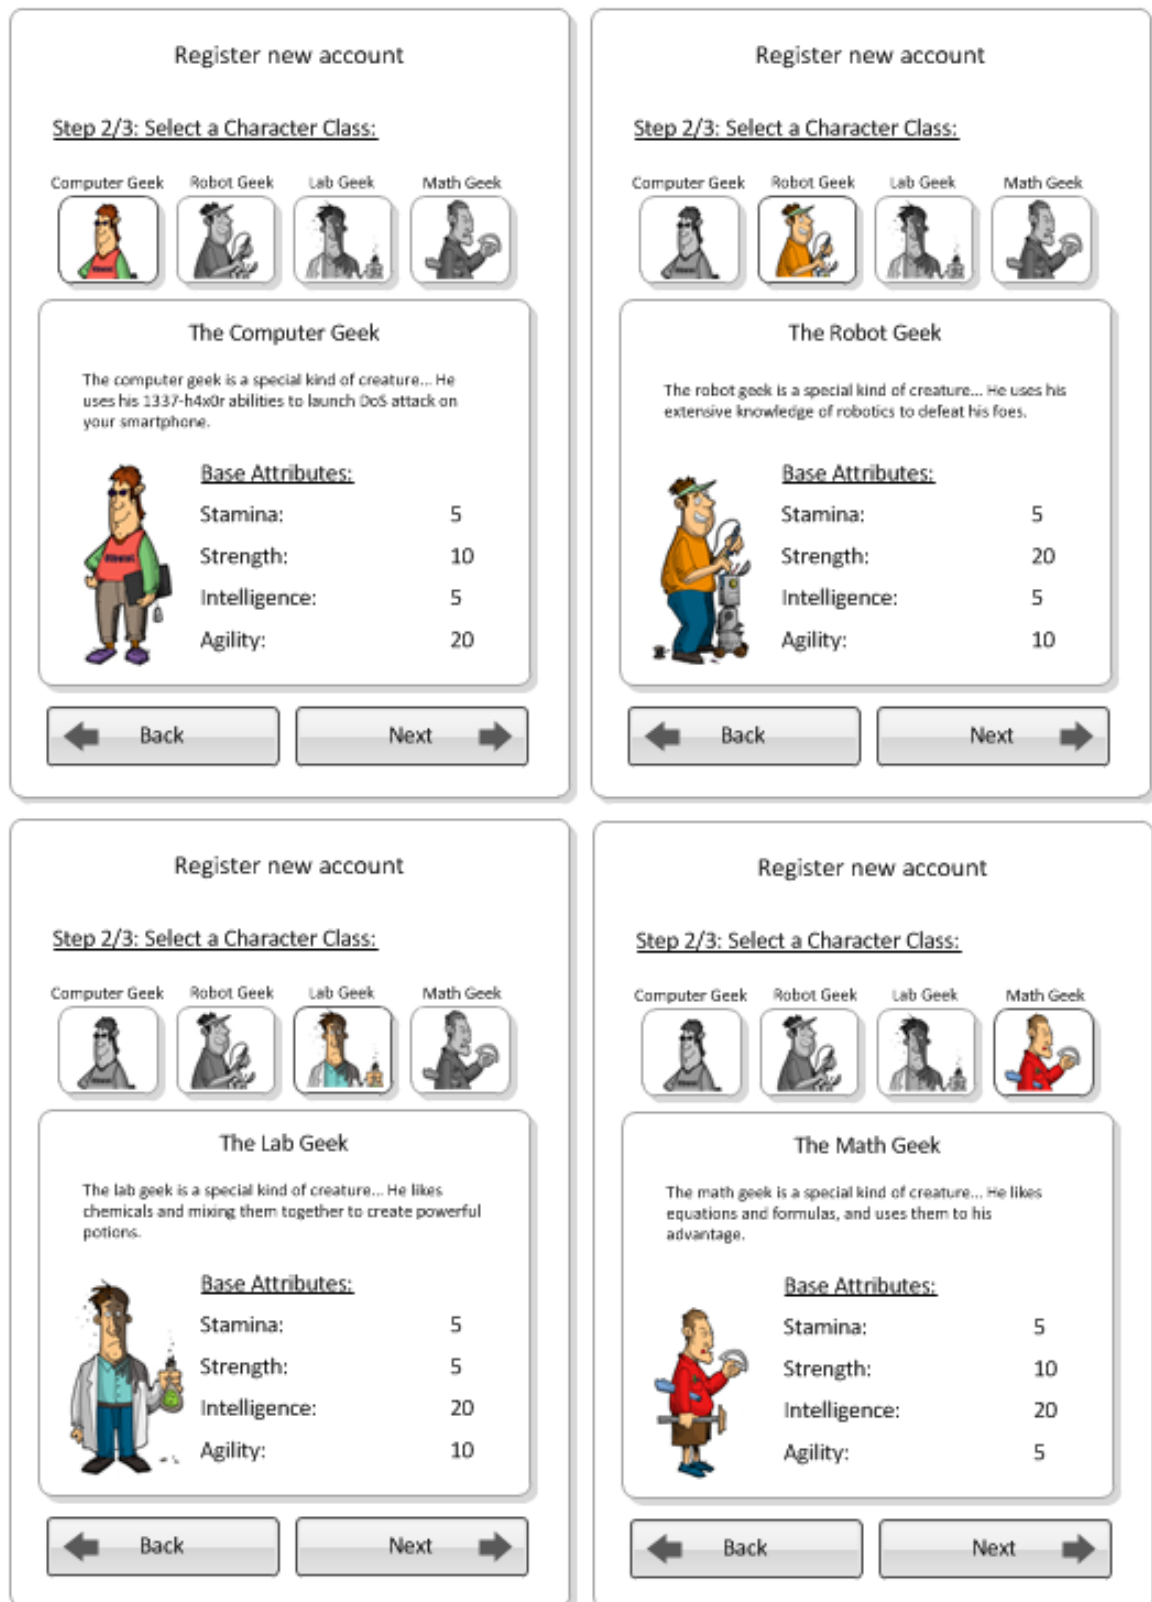 Register new account
Step 2/3: Select a Character Class:
Computer Geek Robot Geek Lab Geek Math Geek
The Computer Geek
The computer geek is a special kind of creature... He
uses his 1337-h4x0r abilities to launch DoS attack on
your smartphone.
Base Attributes:
Stamina: 5
Strength: 10
Intelligence: 5
Agility: 20
Back Next
Register new account
Step 2/3: Select a Character Class:
Computer Geek Robot Geek Lab Geek Math Geek
The Robot Geek
The robot geek is a special kind of creature... He uses his
extensive knowledge of robotics to defeat his foes.
Base Attributes:
Stamina: 5
Strength: 20
Intelligence: 5
Agility: 10
Back Next
Register new account
Step 2/3: Select a Character Class:
Computer Geek Robot Geek Lab Geek Math Geek
The Lab Geek
The lab geek is a special kind of creature... He likes
chemicals and mixing them together to create powerful
potions.
Base Attributes:
Stamina: 5
Strength: 5
Intelligence: 20
Agility: 10
Back Next
Register new account
Step 2/3: Select a Character Class:
Computer Geek Robot Geek Lab Geek Math Geek
The Math Geek
The math geek is a special kind of creature... He likes
equations and formulas, and uses them to his
advantage.
Base Attributes:
Stamina: 5
Strength: 10
Intelligence: 20
Agility: 5
Back Next